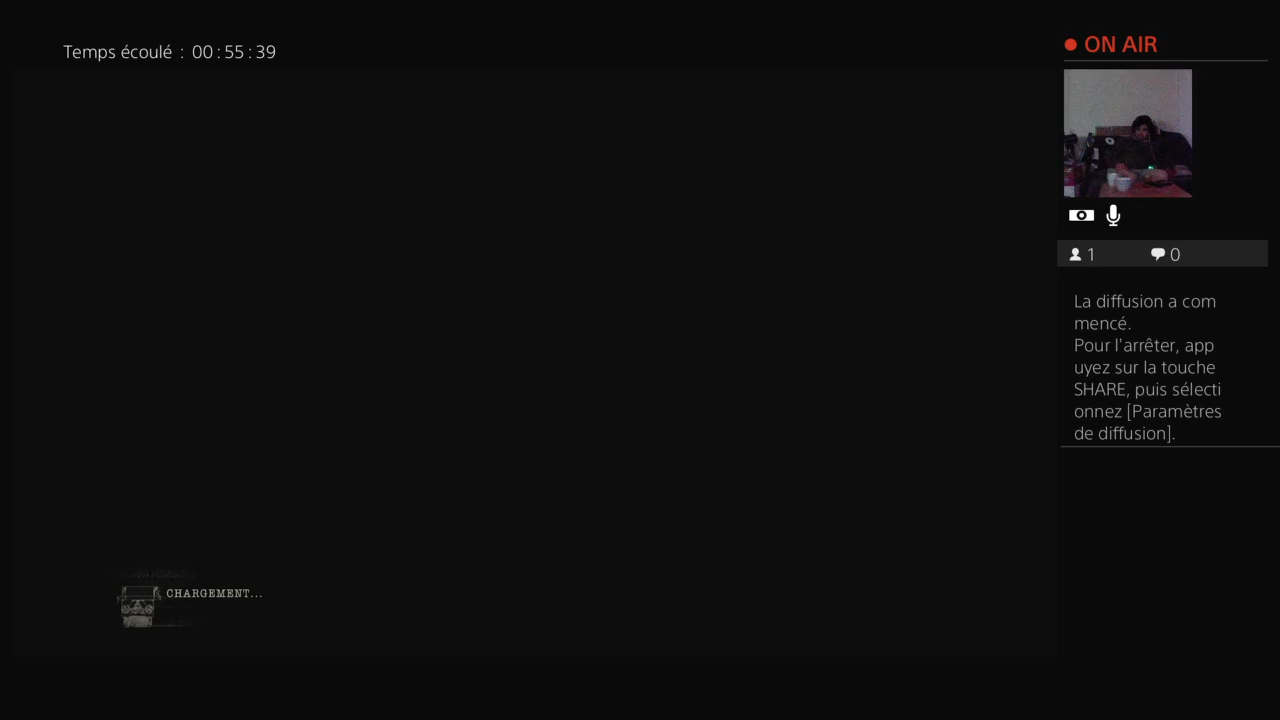 Temps écoulé : 00:55:39
ON AIR
1
0
La diffusion a com
mencé.
Pour l'arrêter, app
uyez sur la touche
SHARE, puis sélecti
onnez [Paramètres
de diffusion].
CHARGEMENT...